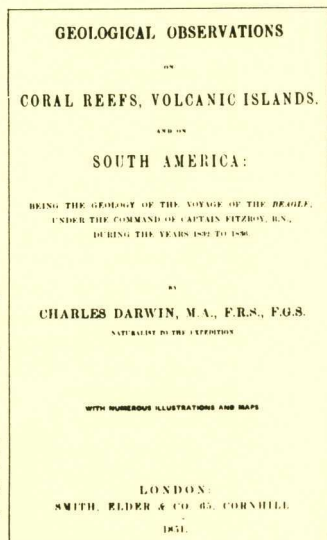 GEOLOGICAL OBSERVATIONS
ON
CORAL REEFS, VOLCANIC ISLANDS,
AND ON
SOUTH AMERICA:
BEING THE GEOLOGY OF THE VOYAGE OF THE BEAGLE,
UNDER THE COMMAND OF CAPTAIN FITZROY, R.N.,
DURING THE YEARS 1832 TO 1836.
BY
CHARLES DARWIN, M.A., F.R.S., F.G.S.
NATURALIST TO THE EXPEDITION
WITH NUMEROUS ILLUSTRATIONS AND MAPS
LONDON:
SMITH, ELDER & CO. 65, CORNHILL
1851.